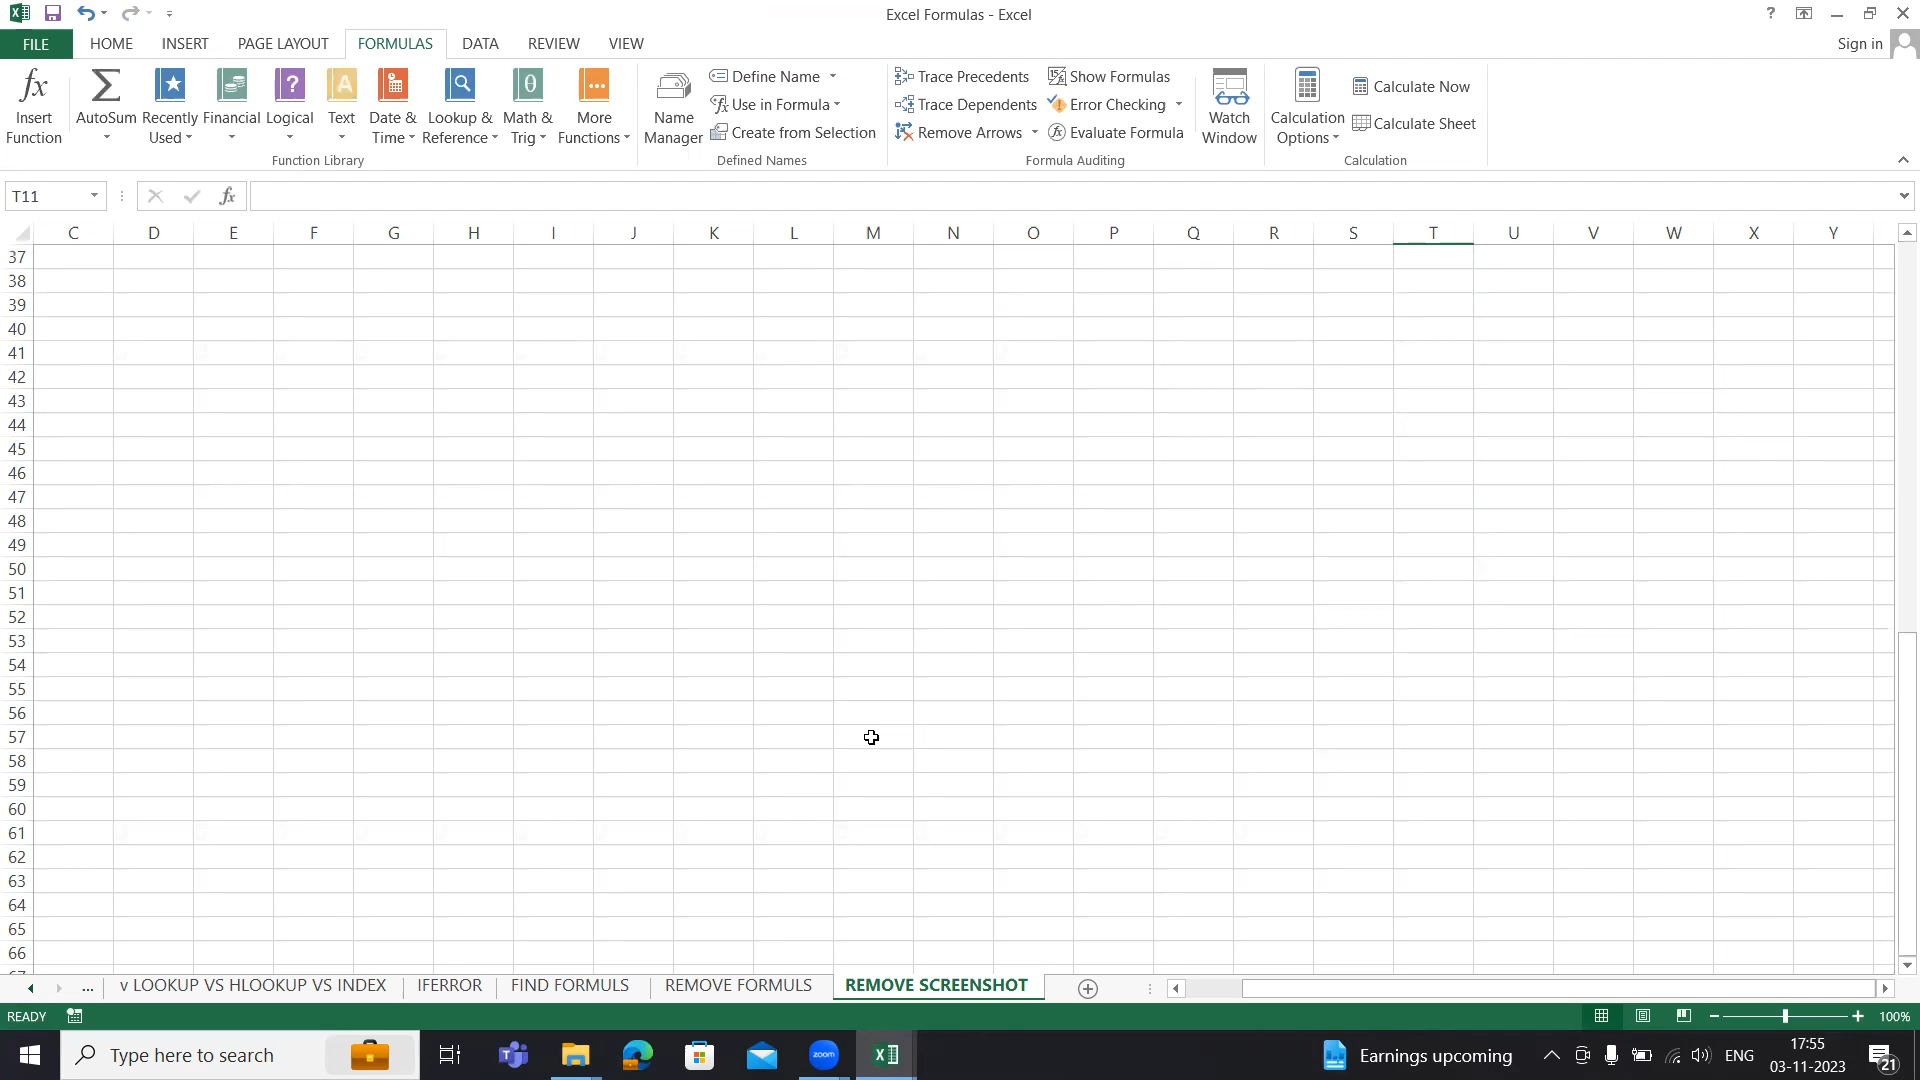 Excel Formulas - Excel
?
FILE HOME INSERT PAGE LAYOUT FORMULAS DATA REVIEW VIEW Sign in
Insert Function
AutoSum
Recently Used
Financial
Logical
Text
Date & Time
Lookup & Reference
Math & Trig
More Functions
Function Library
Name Manager
Define Name
Use in Formula
Create from Selection
Defined Names
Trace Precedents
Trace Dependents
Remove Arrows
Show Formulas
Error Checking
Evaluate Formula
Formula Auditing
Watch Window
Calculation Options
Calculate Now
Calculate Sheet
Calculation
T11
fx
C D E F G H I J K L M N O P Q R S T U V W X Y
37
38
39
40
41
42
43
44
45
46
47
48
49
50
51
52
53
54
55
56
57
58
59
60
61
62
63
64
65
66
... v LOOKUP VS HLOOKUP VS INDEX IFERROR FIND FORMULS REMOVE FORMULS REMOVE SCREENSHOT
READY 100%
Type here to search
zoom
Earnings upcoming
ENG
17:55
03-11-2023
21